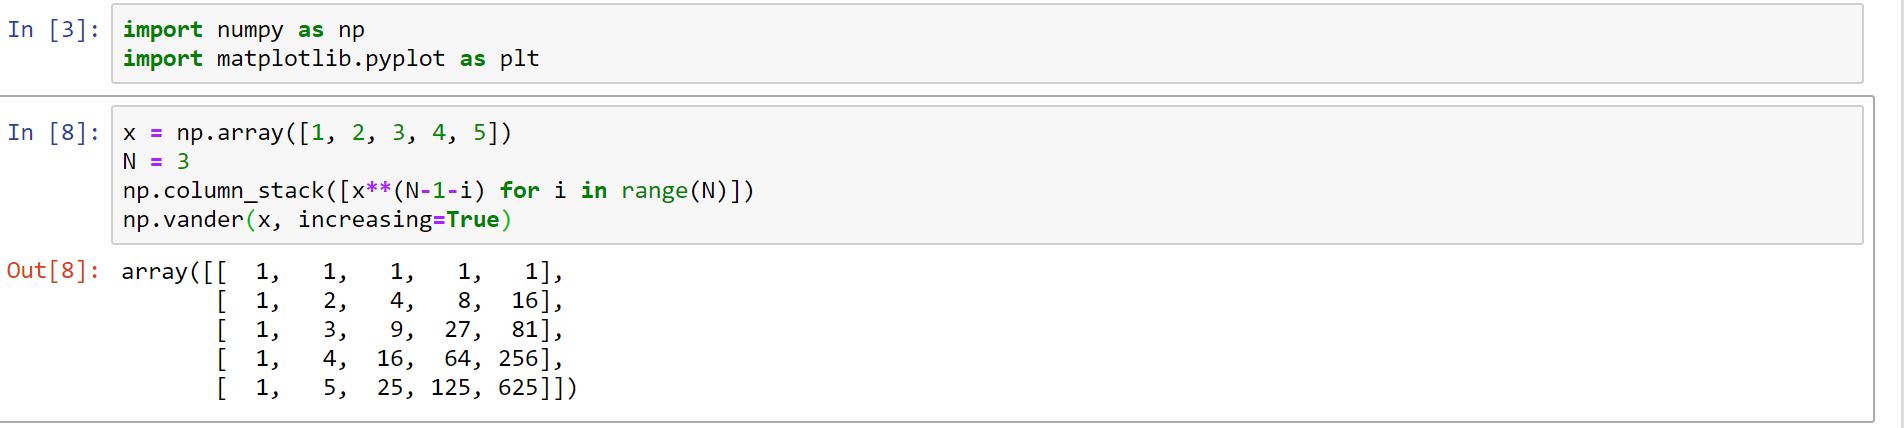 In [3]: import numpy as np
import matplotlib.pyplot as plt
In [8]: x = np.array([1, 2, 3, 4, 5])
N = 3
np.column_stack([x**(N-1-i) for i in range(N)])
np.vander(x, increasing=True)
Out[8]: array([[  1,   1,   1,   1,   1],
       [  1,   2,   4,   8,  16],
       [  1,   3,   9,  27,  81],
       [  1,   4,  16,  64, 256],
       [  1,   5,  25, 125, 625]])